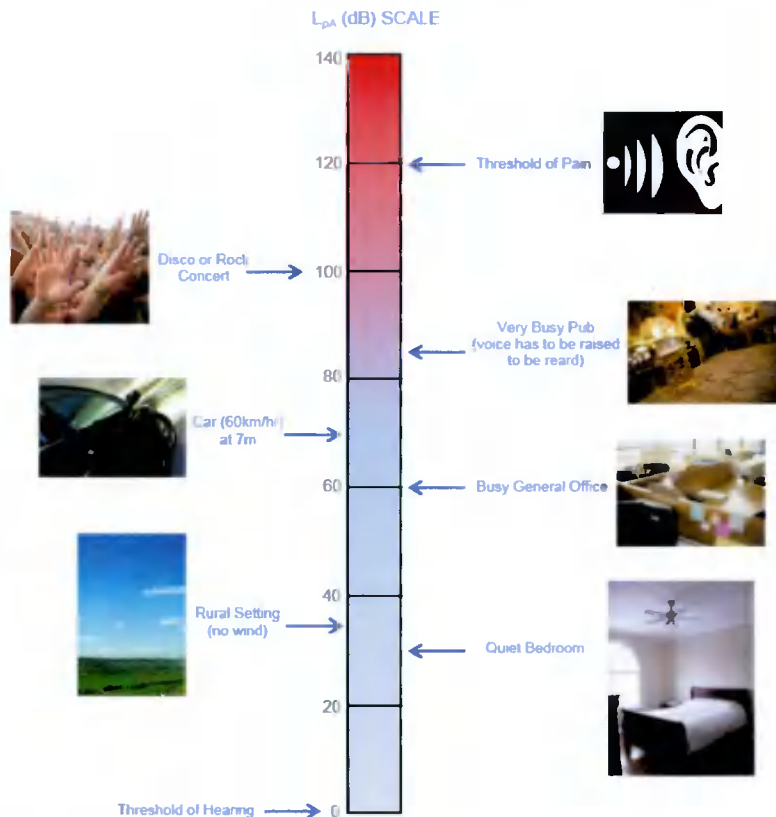 LpA (dB) SCALE
140
120
Threshold of Pain
Disco or Rock
Concert
100
Very Busy Pub
(voice has to be raised
to be reard)
80
Car (60km/hr)
at 7m
60
Busy General Office
40
Rural Setting
(no wind)
Quiet Bedroom
20
Threshold of Hearing
0